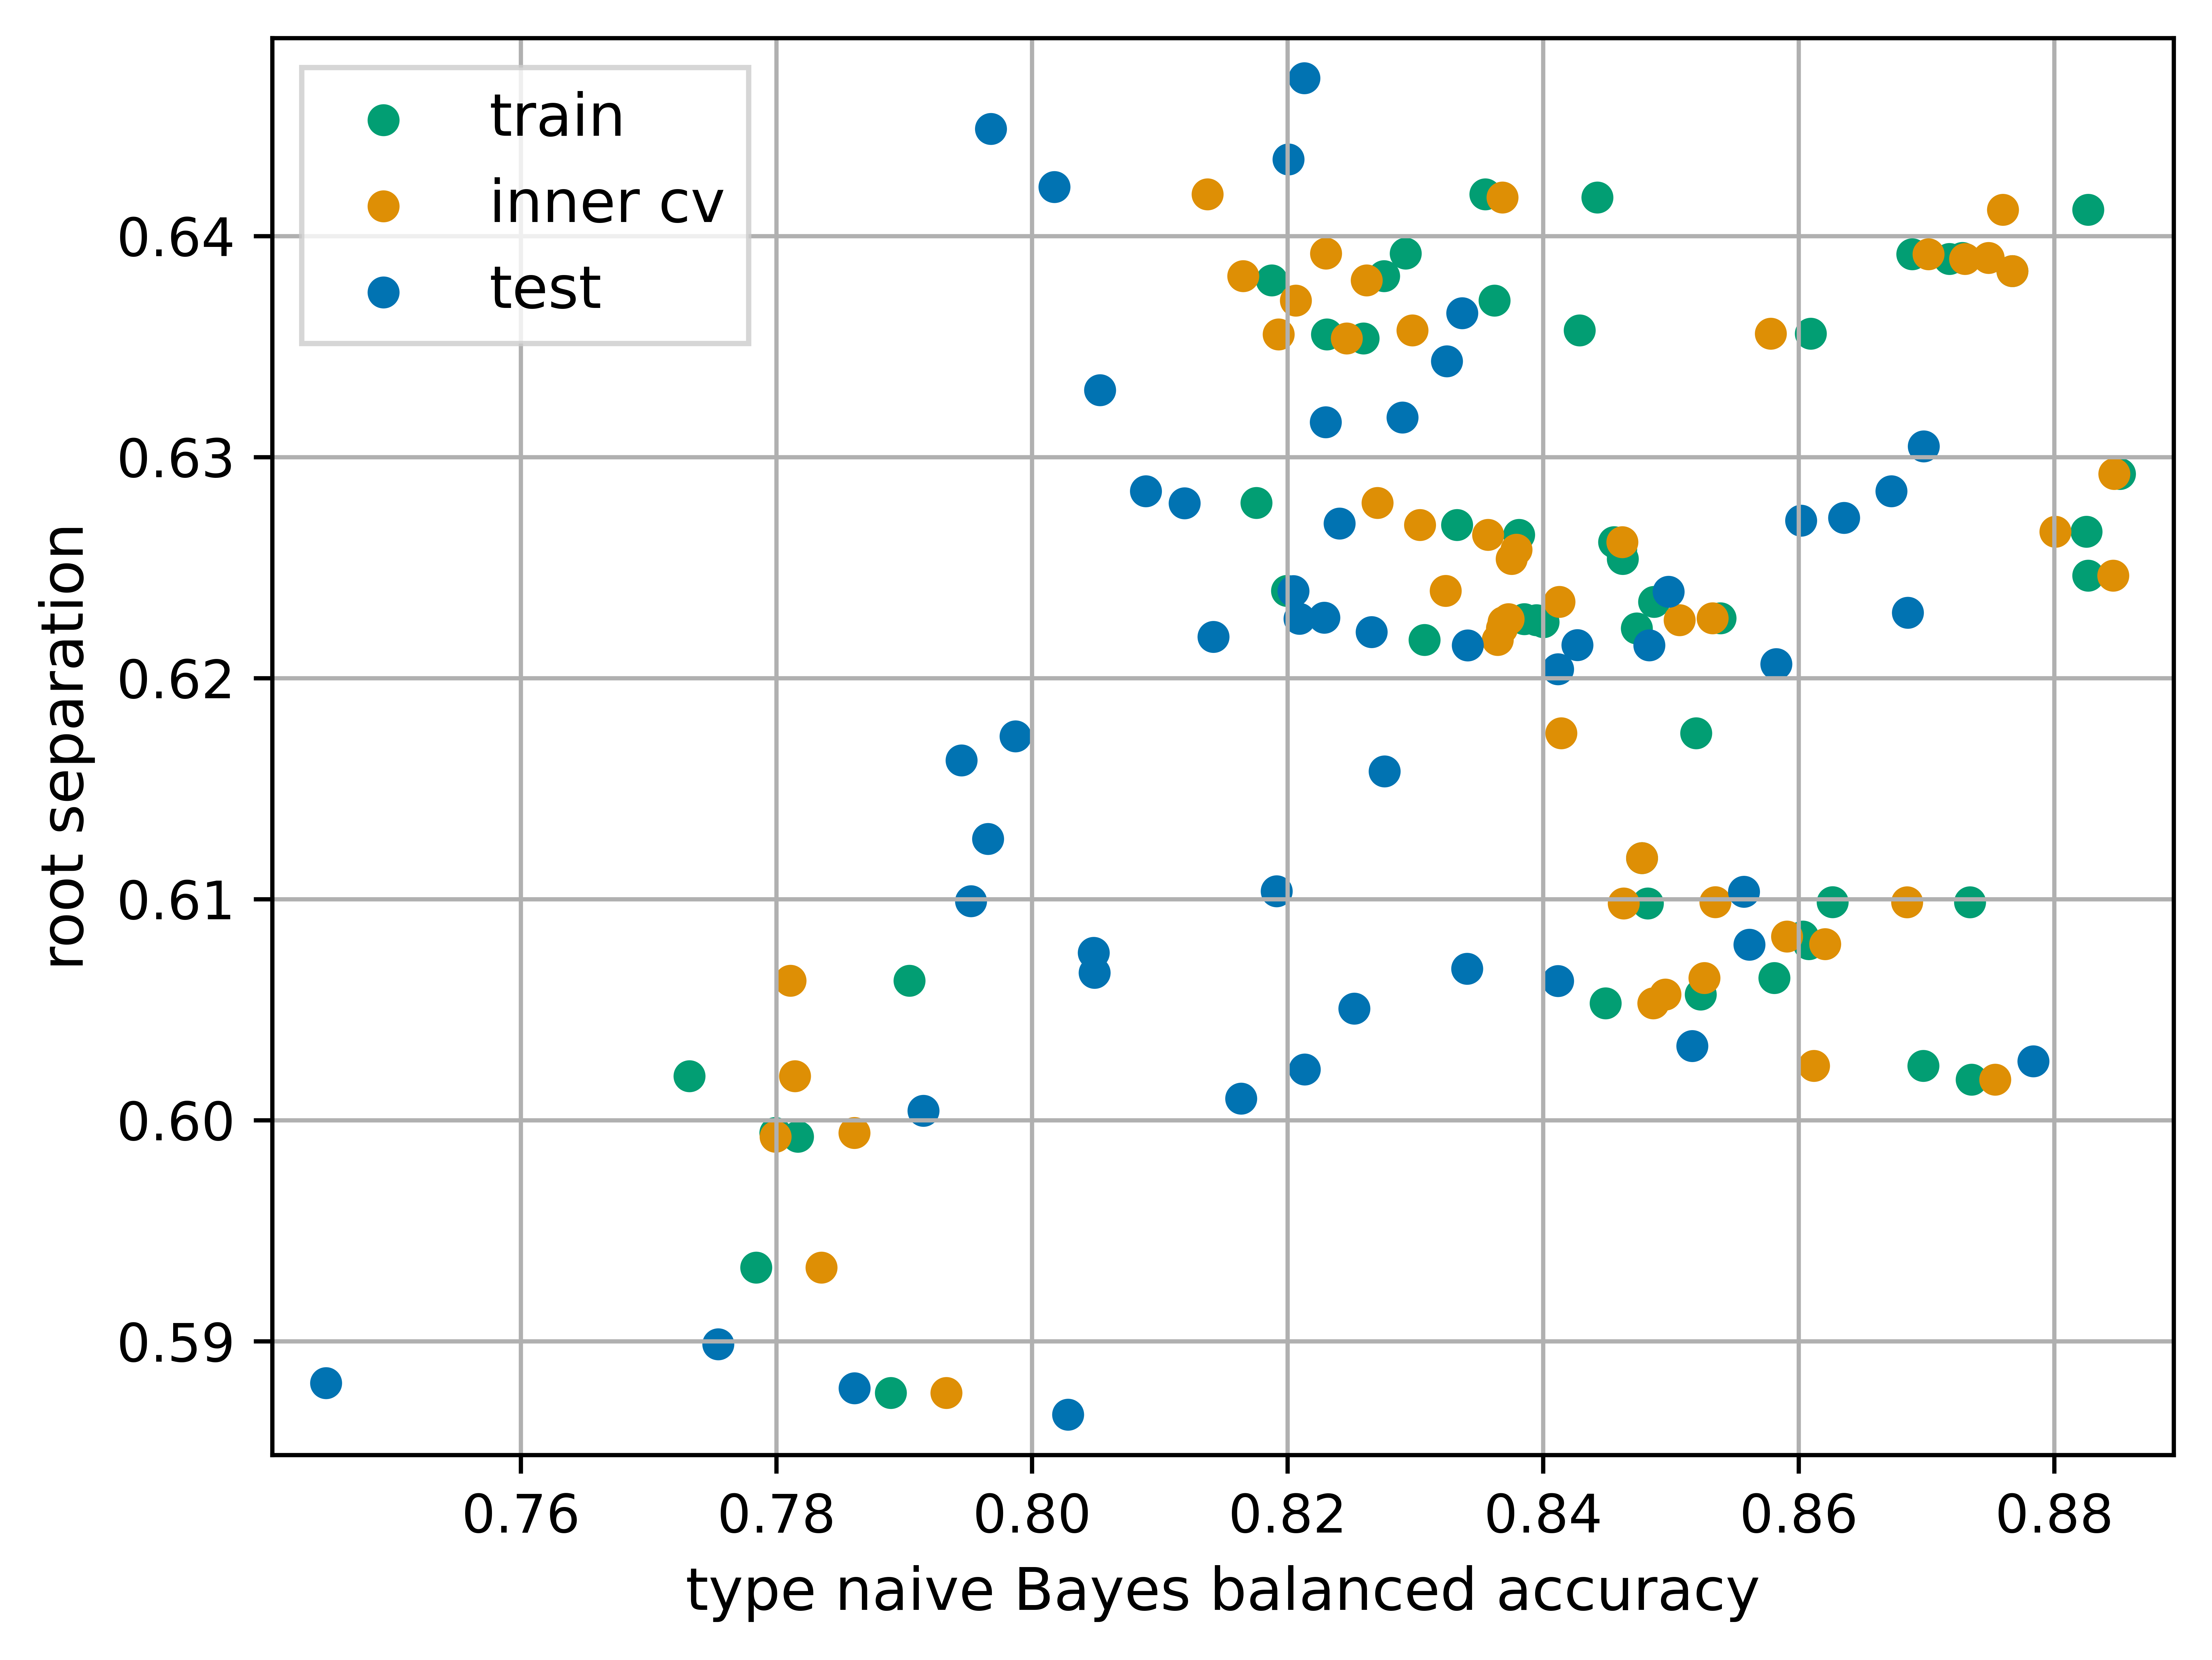 train
inner cv
test
0.64
0.63
0.62
0.61
0.60
0.59
root separation
0.76 0.78 0.80 0.82 0.84 0.86 0.88
type naive Bayes balanced accuracy